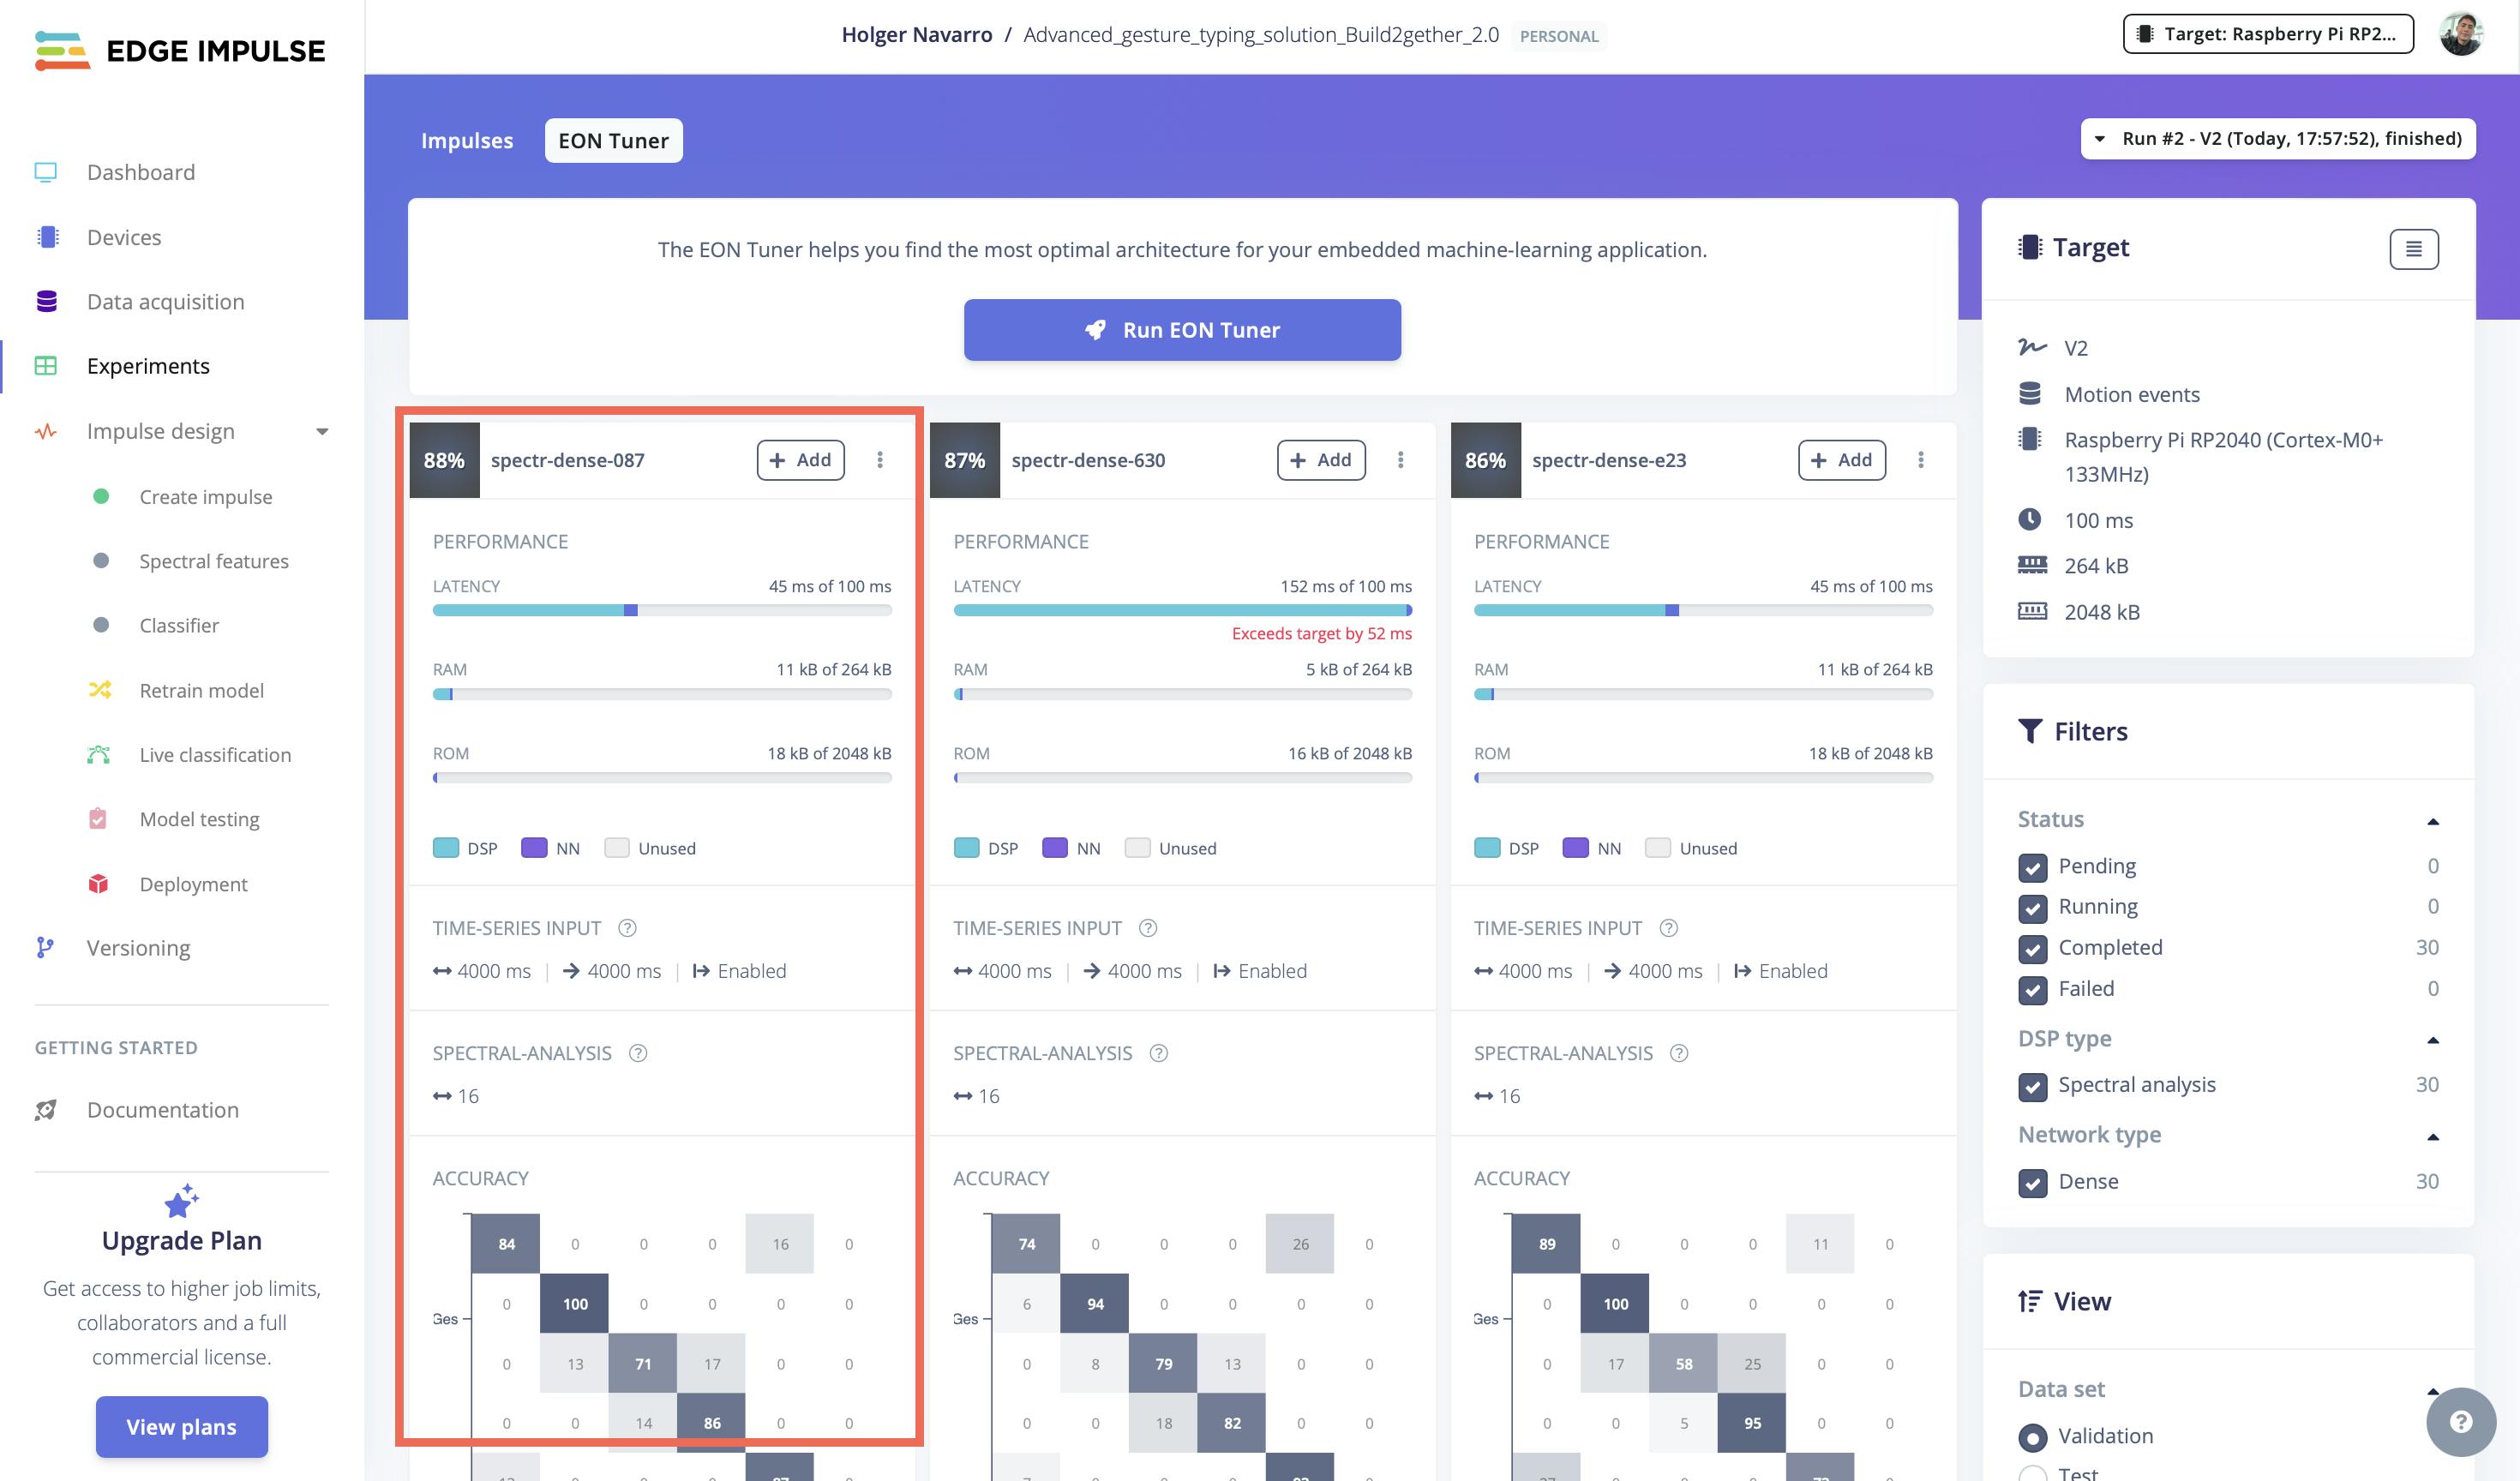 EDGE IMPULSE
Holger Navarro / Advanced_gesture_typing_solution_Build2gether_2.0 PERSONAL
Target: Raspberry Pi RP2...
Dashboard
Devices
Data acquisition
Experiments
Impulse design
Create impulse
Spectral features
Classifier
Retrain model
Live classification
Model testing
Deployment
Versioning
GETTING STARTED
Documentation
Upgrade Plan
Get access to higher job limits,
collaborators and a full
commercial license.
View plans
Impulses EON Tuner
Run #2 - V2 (Today, 17:57:52), finished)
The EON Tuner helps you find the most optimal architecture for your embedded machine-learning application.
Run EON Tuner
88% spectr-dense-087 + Add
PERFORMANCE
LATENCY 45 ms of 100 ms
RAM 11 kB of 264 kB
ROM 18 kB of 2048 kB
DSP NN Unused
TIME-SERIES INPUT
4000 ms | 4000 ms | Enabled
SPECTRAL-ANALYSIS
16
ACCURACY
84 0 0 0 16 0
0 100 0 0 0 0
Ges
0 13 71 17 0 0
0 0 14 86 0 0
87% spectr-dense-630 + Add
PERFORMANCE
LATENCY 152 ms of 100 ms
Exceeds target by 52 ms
RAM 5 kB of 264 kB
ROM 16 kB of 2048 kB
DSP NN Unused
TIME-SERIES INPUT
4000 ms | 4000 ms | Enabled
SPECTRAL-ANALYSIS
16
ACCURACY
74 0 0 0 26 0
6 94 0 0 0 0
Ges
0 8 79 13 0 0
0 0 18 82 0 0
86% spectr-dense-e23 + Add
PERFORMANCE
LATENCY 45 ms of 100 ms
RAM 11 kB of 264 kB
ROM 18 kB of 2048 kB
DSP NN Unused
TIME-SERIES INPUT
4000 ms | 4000 ms | Enabled
SPECTRAL-ANALYSIS
16
ACCURACY
89 0 0 0 11 0
0 100 0 0 0 0
Ges
0 17 58 25 0 0
0 0 5 95 0 0
Target
V2
Motion events
Raspberry Pi RP2040 (Cortex-M0+
133MHz)
100 ms
264 kB
2048 kB
Filters
Status
Pending 0
Running 0
Completed 30
Failed 0
DSP type
Spectral analysis 30
Network type
Dense 30
View
Data set
Validation
Test